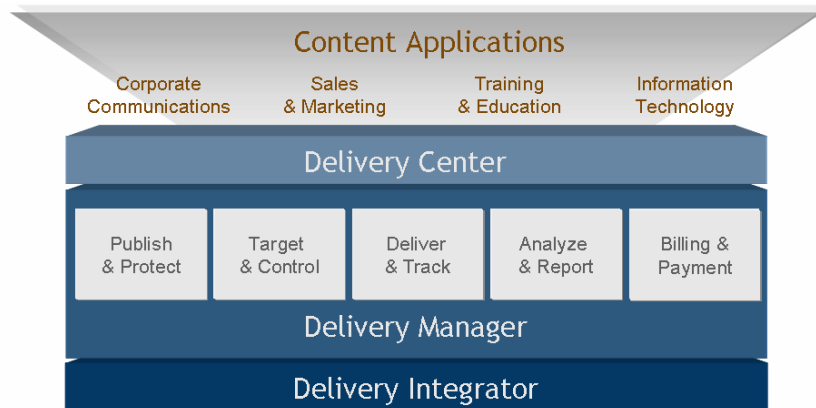 Content Applications
Corporate
Communications
Sales
& Marketing
Training
& Education
Information
Technology
Delivery Center
Publish
& Protect
Target
& Control
Deliver
& Track
Analyze
& Report
Billing &
Payment
Delivery Manager
Delivery Integrator